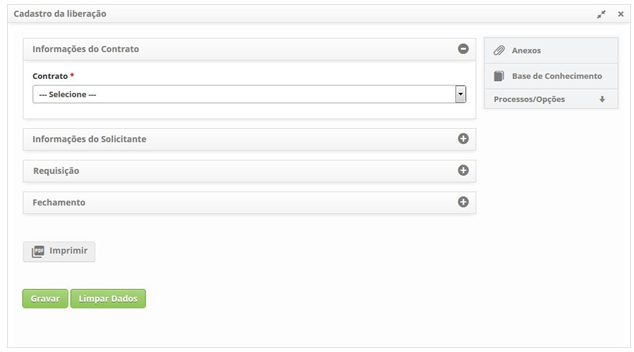 Cadastro da liberação
Informações do Contrato
Contrato *
--- Selecione ---
Informações do Solicitante
Requisição
Fechamento
PDF Imprimir
Gravar Limpar Dados
Anexos
Base de Conhecimento
Processos/Opções